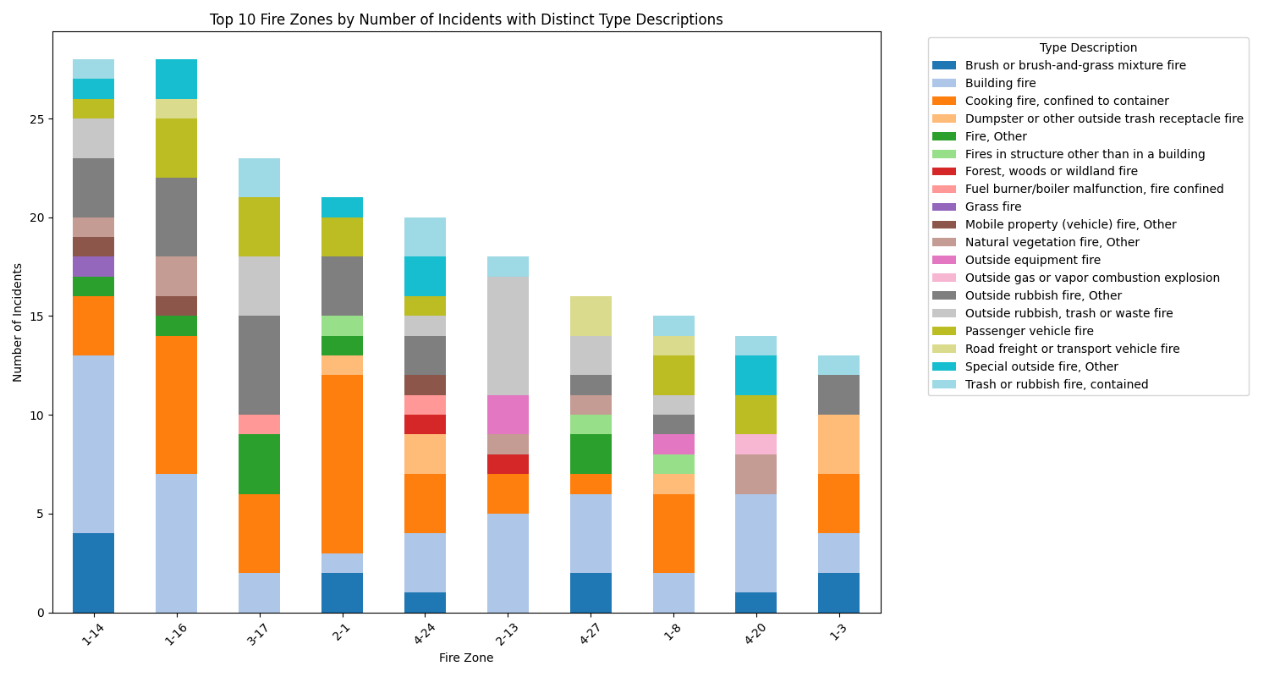 Top 10 Fire Zones by Number of Incidents with Distinct Type Descriptions
Number of Incidents
25
20
15
10
5
0
1-14
1-16
3-17
2-1
4-24
2-13
4-27
1-8
4-20
1-3
Fire Zone
Type Description
Brush or brush-and-grass mixture fire
Building fire
Cooking fire, confined to container
Dumpster or other outside trash receptacle fire
Fire, Other
Fires in structure other than in a building
Forest, woods or wildland fire
Fuel burner/boiler malfunction, fire confined
Grass fire
Mobile property (vehicle) fire, Other
Natural vegetation fire, Other
Outside equipment fire
Outside gas or vapor combustion explosion
Outside rubbish fire, Other
Outside rubbish, trash or waste fire
Passenger vehicle fire
Road freight or transport vehicle fire
Special outside fire, Other
Trash or rubbish fire, contained